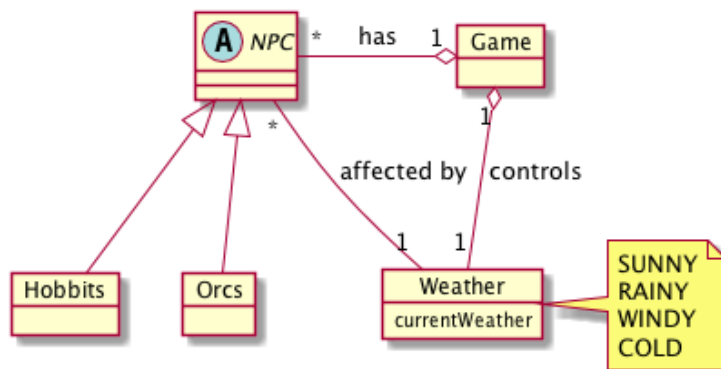 A NPC
* has 1
Game
*
1
affected by
controls
1
1
Hobbits
Orcs
Weather
currentWeather
SUNNY
RAINY
WINDY
COLD